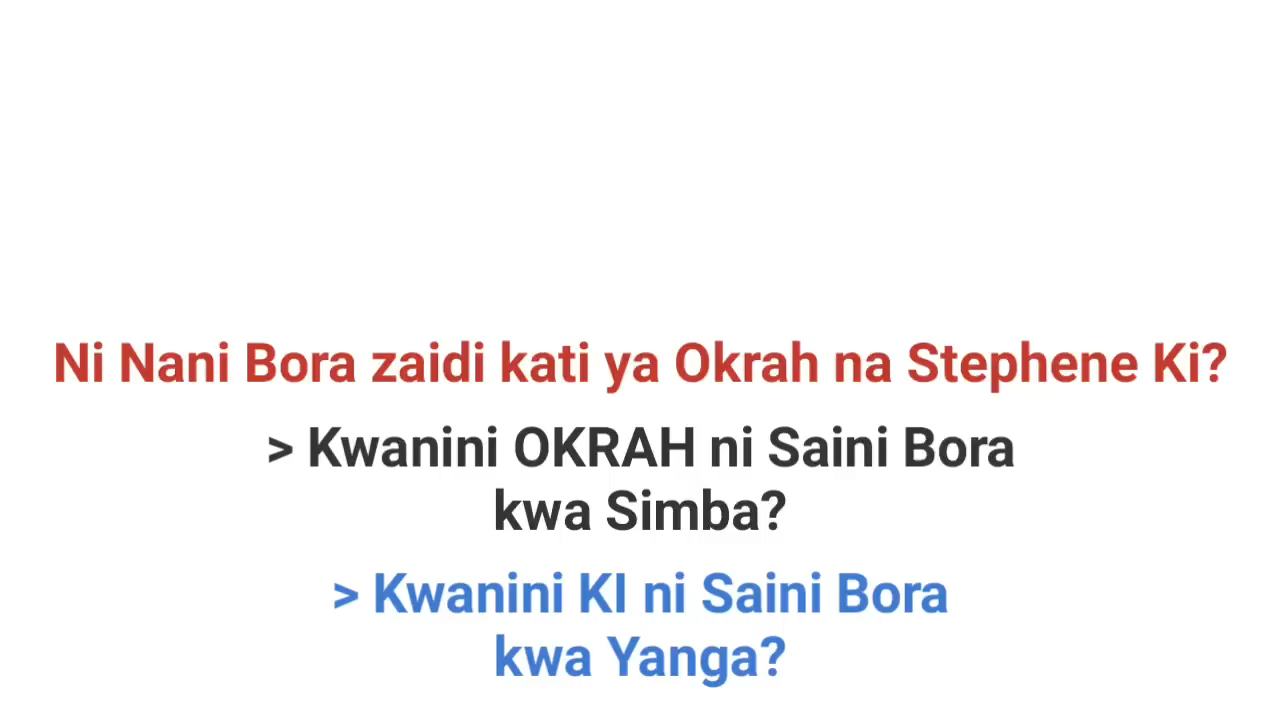 Ni Nani Bora zaidi kati ya Okrah na Stephene Ki?
> Kwanini OKRAH ni Saini Bora
kwa Simba?
> Kwanini KI ni Saini Bora
kwa Yanga?